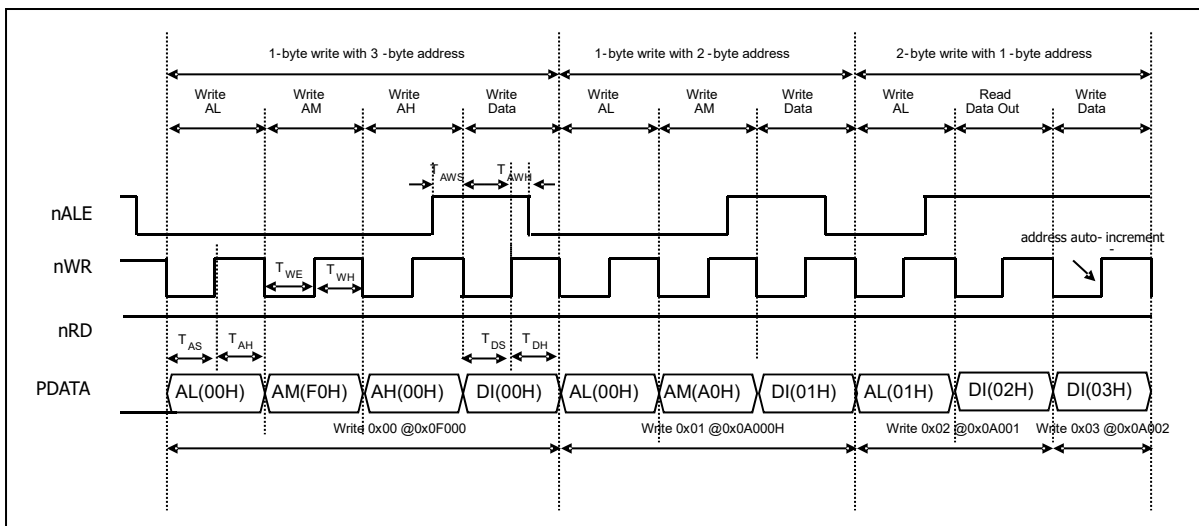 1-byte write with 3 -byte address 1-byte write with 2 -byte address 2-byte write with 1 -byte address
Write AL Write AM Write AH Write Data Write AL Write AM Write Data Write AL Read Data Out Write Data
T AWS T AWH
nALE
address auto- increment
-
nWR T WE T WH
nRD
T AS T AH T DS T DH
PDATA AL(00H) AM(F0H) AH(00H) DI(00H) AL(00H) AM(A0H) DI(01H) AL(01H) DI(02H) DI(03H)
Write 0x00 @0x0F000 Write 0x01 @0x0A000H Write 0x02 @0x0A001 Write 0x03 @0x0A002